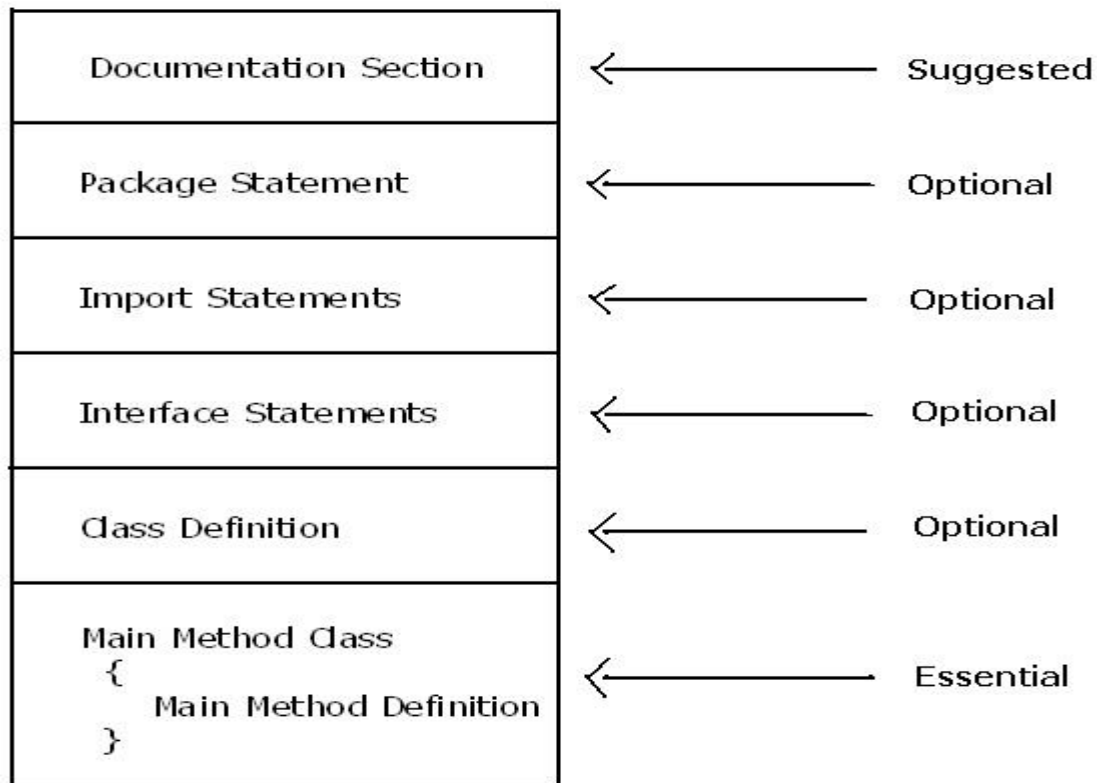 Documentation Section
Suggested
Package Statement
Optional
Import Statements
Optional
Interface Statements
Optional
Class Definition
Optional
Main Method Class
{
Main Method Definition
}
Essential